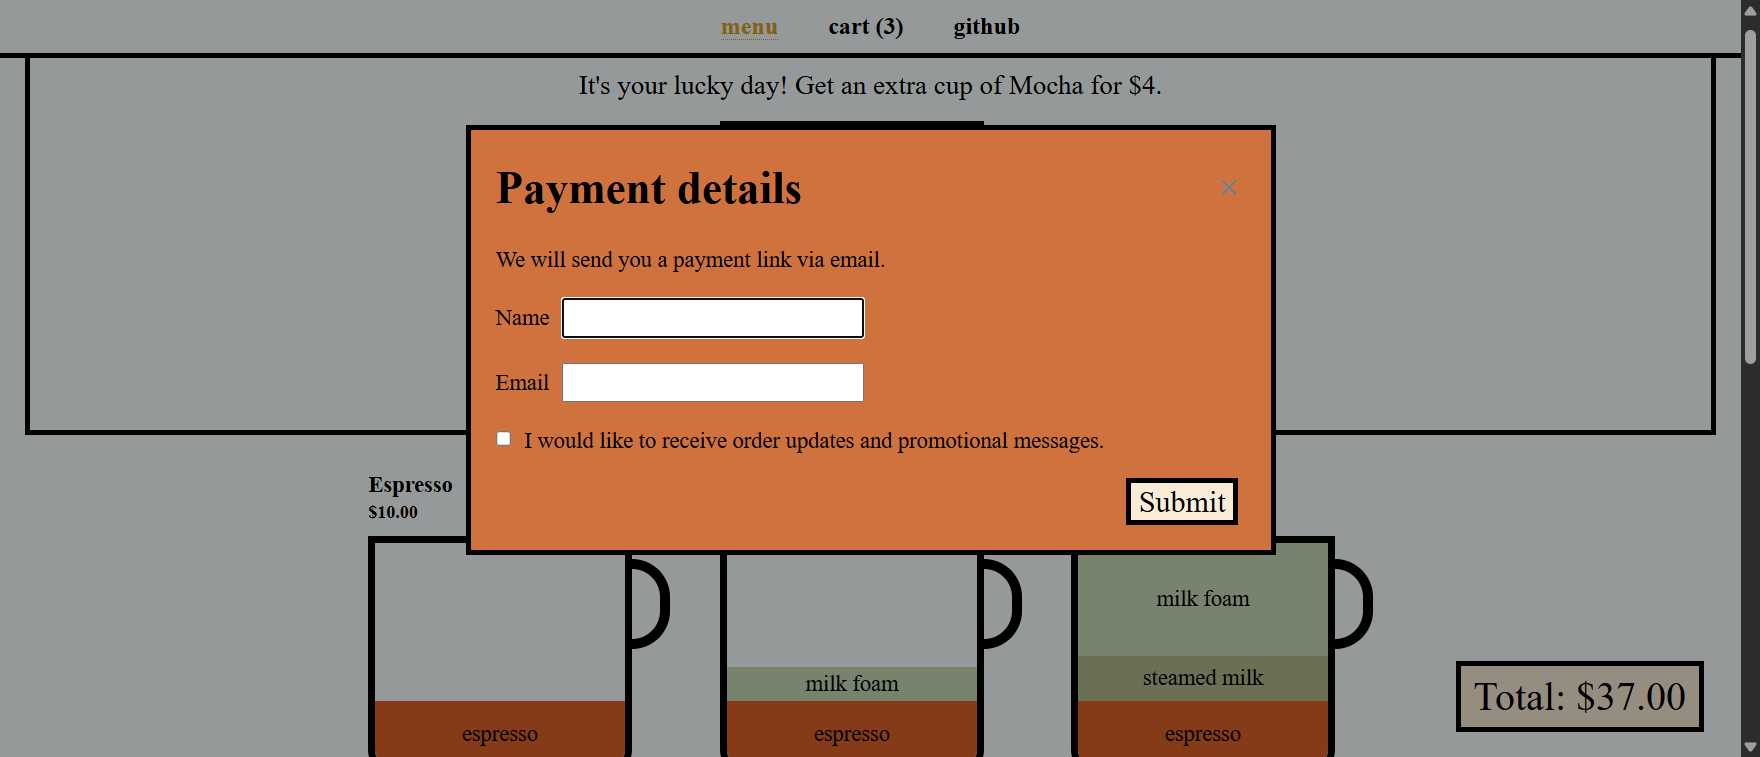 menu cart (3) github
It's your lucky day! Get an extra cup of Mocha for $4.
Payment details
×
We will send you a payment link via email.
Name
Email
I would like to receive order updates and promotional messages.
Submit
Espresso
$10.00
espresso
milk foam
espresso
milk foam
steamed milk
espresso
Total: $37.00